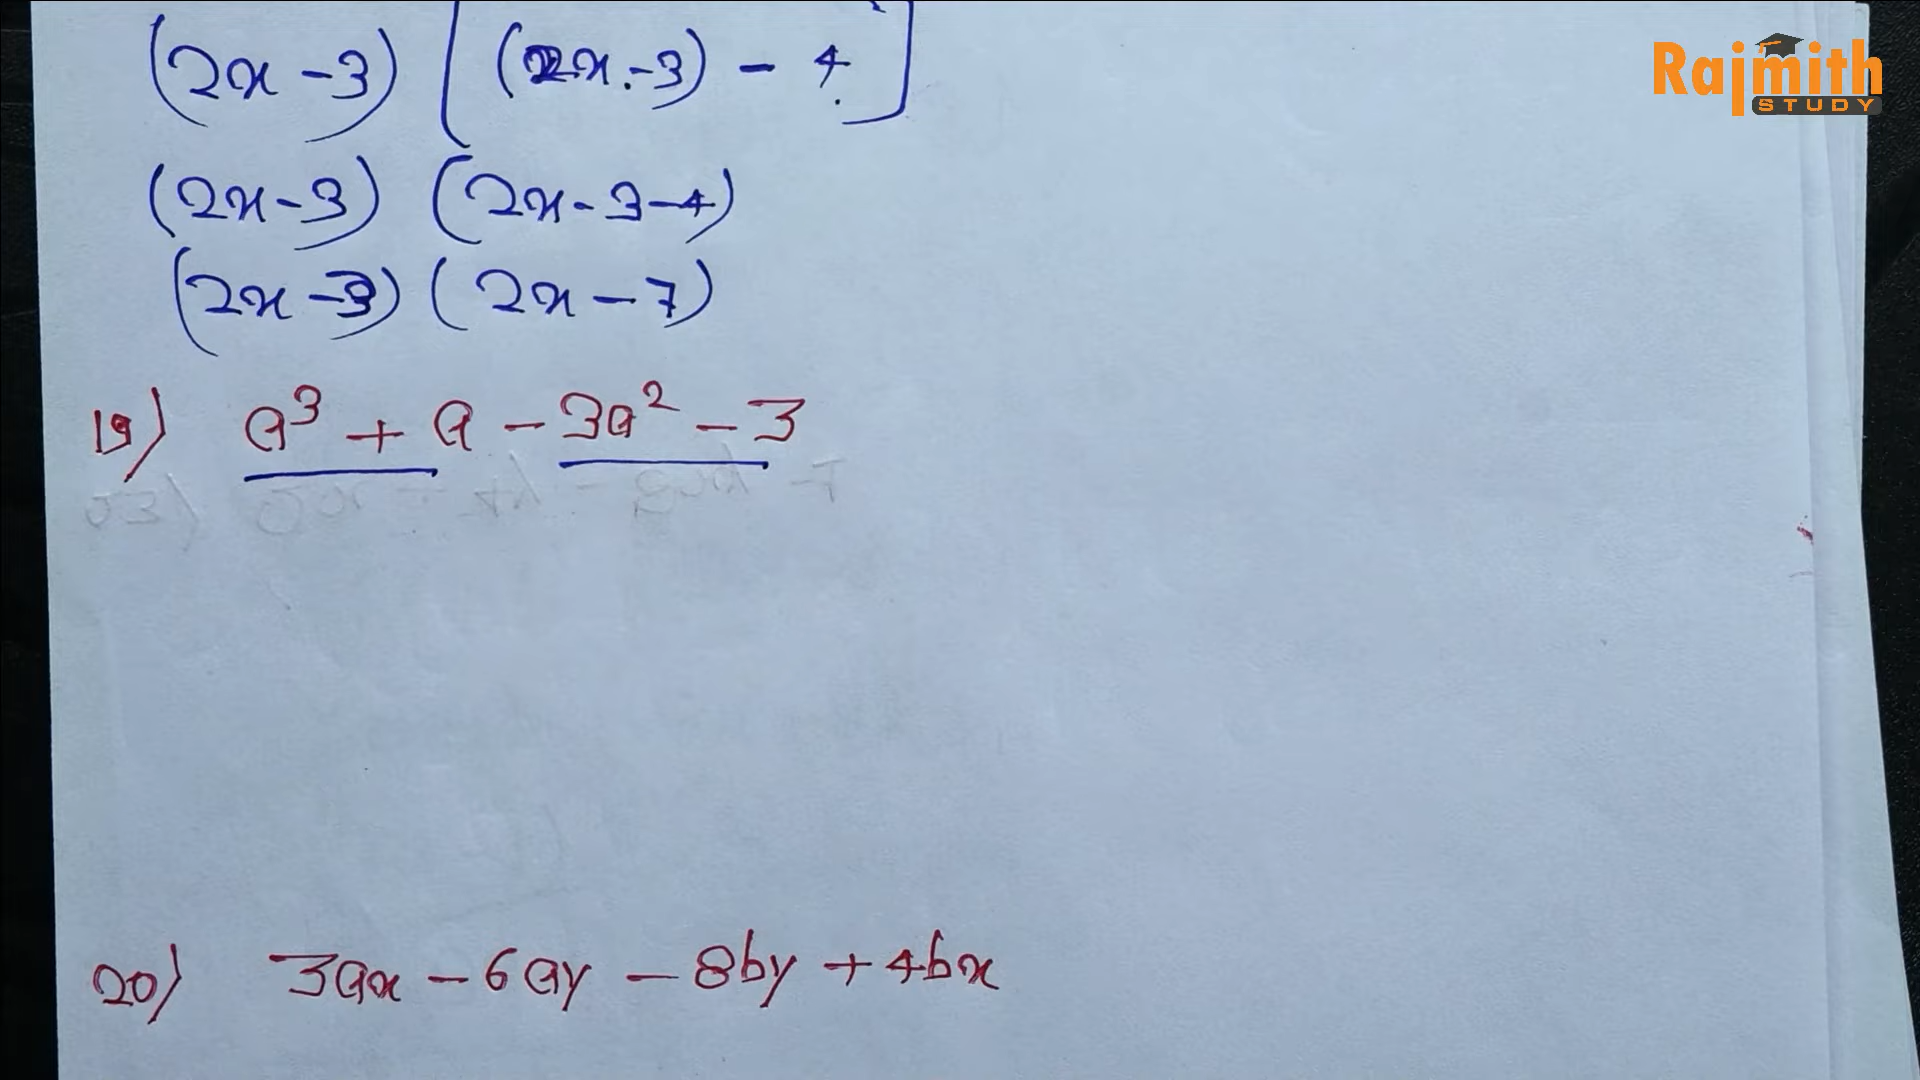 (2x-3) [(2x-3) - 4]
Rajmith
STUDY
(2x-3) (2x-3-4)
(2x-3) (2x-7)
19) a³ + a - 3a² - 3
20) 3ax - 6ay - 8by + 4bx